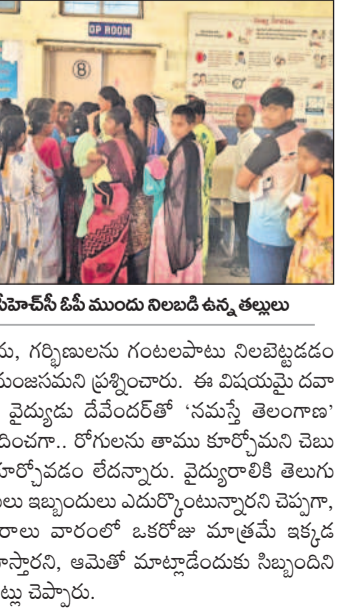 OP ROOM
8
సీహెచ్‌సీ ఓపీ ముందు నిలబడి ఉన్న తల్లులు
దు, గర్భిణులను గంటలపాటు నిలబెట్టడడం
మంజసమని ప్రశ్నించారు. ఈ విషయమై దవా
వైద్యుడు దేవేందర్‌తో ‘నమస్తే తెలంగాణ’
దించగా.. రోగులను తాము కూర్చోమని చెబు
ూర్చోవడం లేదన్నారు. వైద్యురాలికి తెలుగు
లు ఇబ్బందులు ఎదుర్కొంటున్నారని చెప్పగా,
రాలు వారంలో ఒకరోజు మాత్రమే ఇక్కడ
స్తారని, ఆమెతో మాట్లాడేందుకు సిబ్బందిని
ట్లు చెప్పారు.